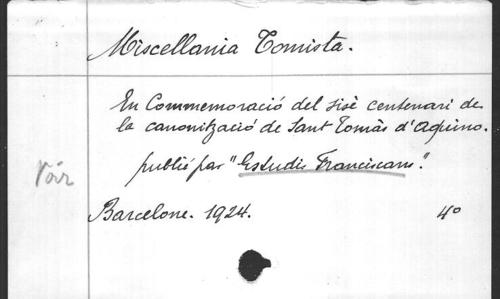 Miscellania Tomista.
En Commemoració del sisè centenari de
la canonització de Sant Tomàs d'Aquino.
publié par "Estudis Franciscans".
Voir
Barcelone. 1924. 4º